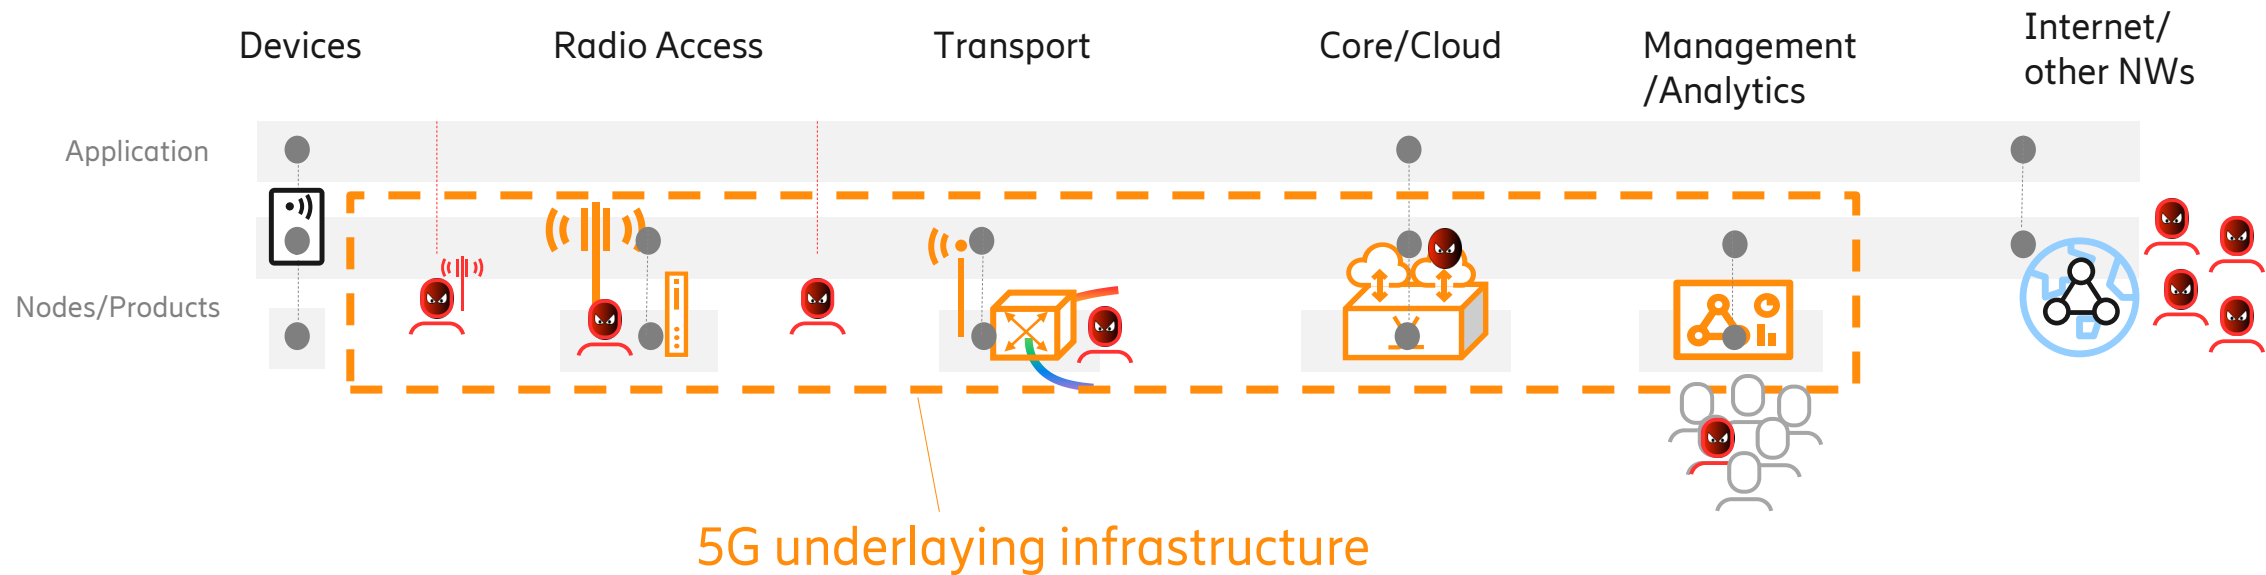 Devices
Radio Access
Transport
Core/Cloud
Management
/Analytics
Internet/
other NWs
Application
Nodes/Products
5G underlaying infrastructure